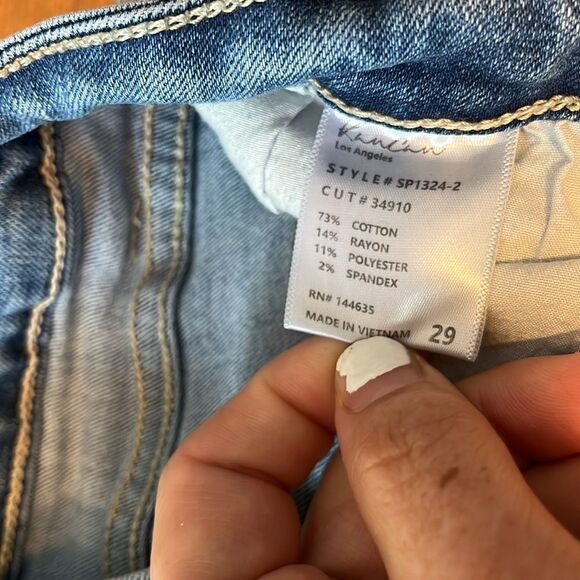 KanCan
Los Angeles
STYLE# SP1324-2
CUT# 34910
73% COTTON
14% RAYON
11% POLYESTER
2% SPANDEX
RN# 144635
MADE IN VIETNAM 29